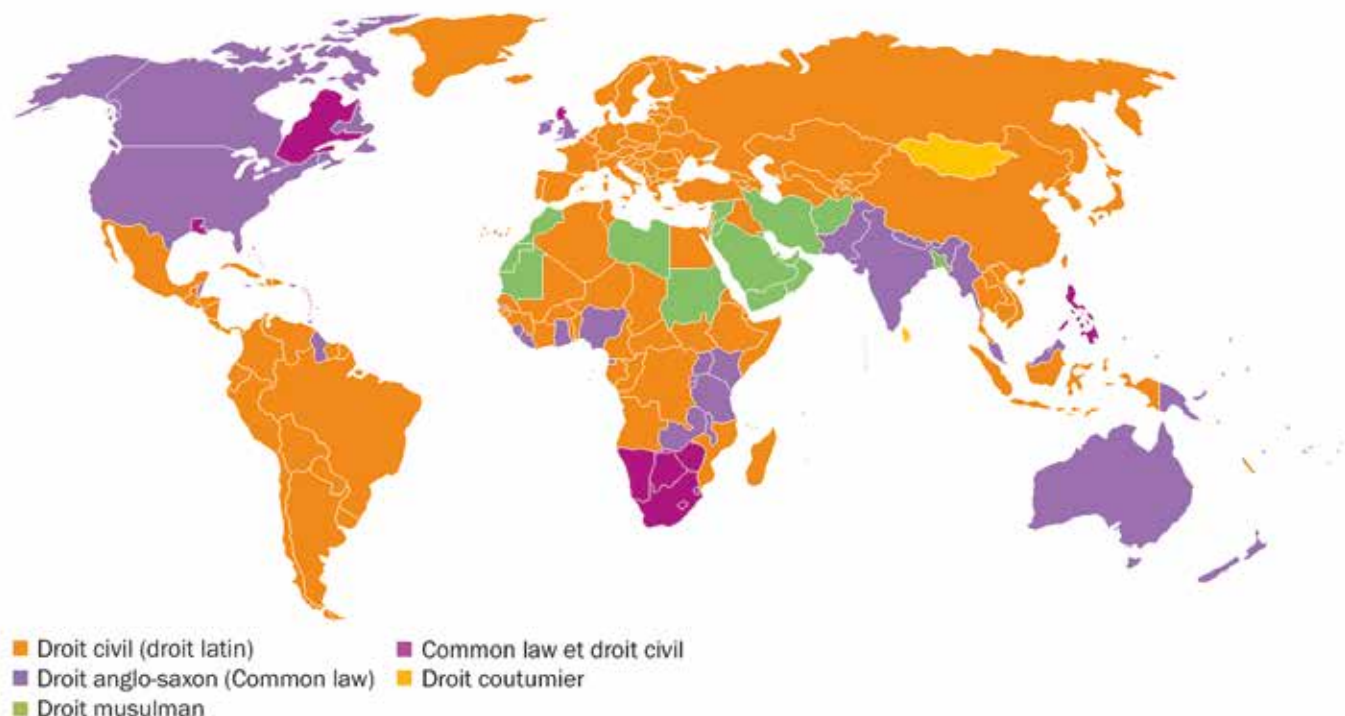 Droit civil (droit latin)
Droit anglo-saxon (Common law)
Droit musulman
Common law et droit civil
Droit coutumier